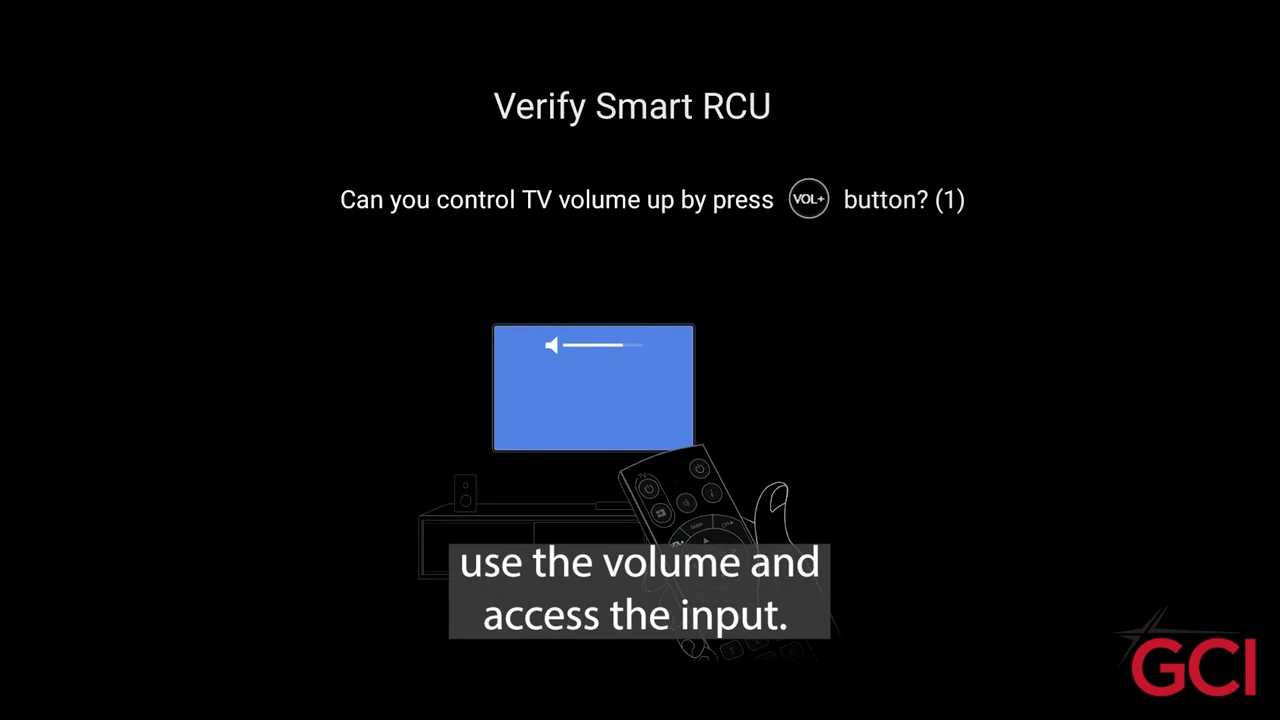 Verify Smart RCU
Can you control TV volume up by press VOL+ button? (1)
TV
use the volume and
access the input.
GCI